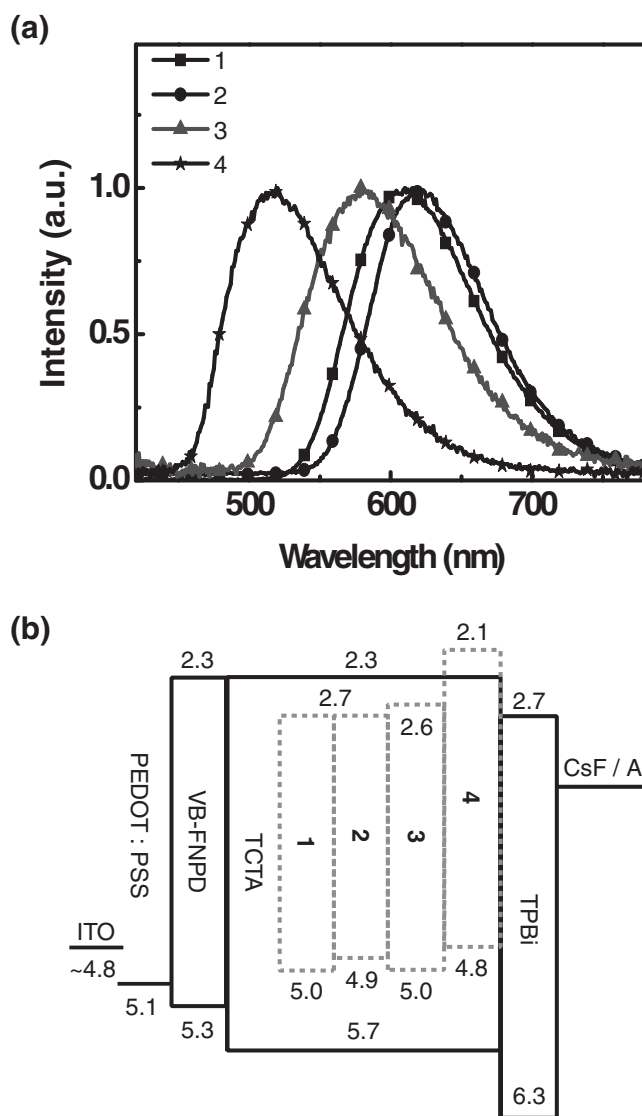 (a)
1
2
3
4
1.0
0.5
0.0
Intensity (a.u.)
500 600 700
Wavelength (nm)
(b)
2.1
2.3 2.3
2.7 2.6 2.7
CsF / A
PEDOT : PSS
VB-FNPD
TCTA
1
2
3
4
TPBi
ITO
~4.8
5.1
5.3
5.0 4.9 5.0 4.8
5.7
6.3